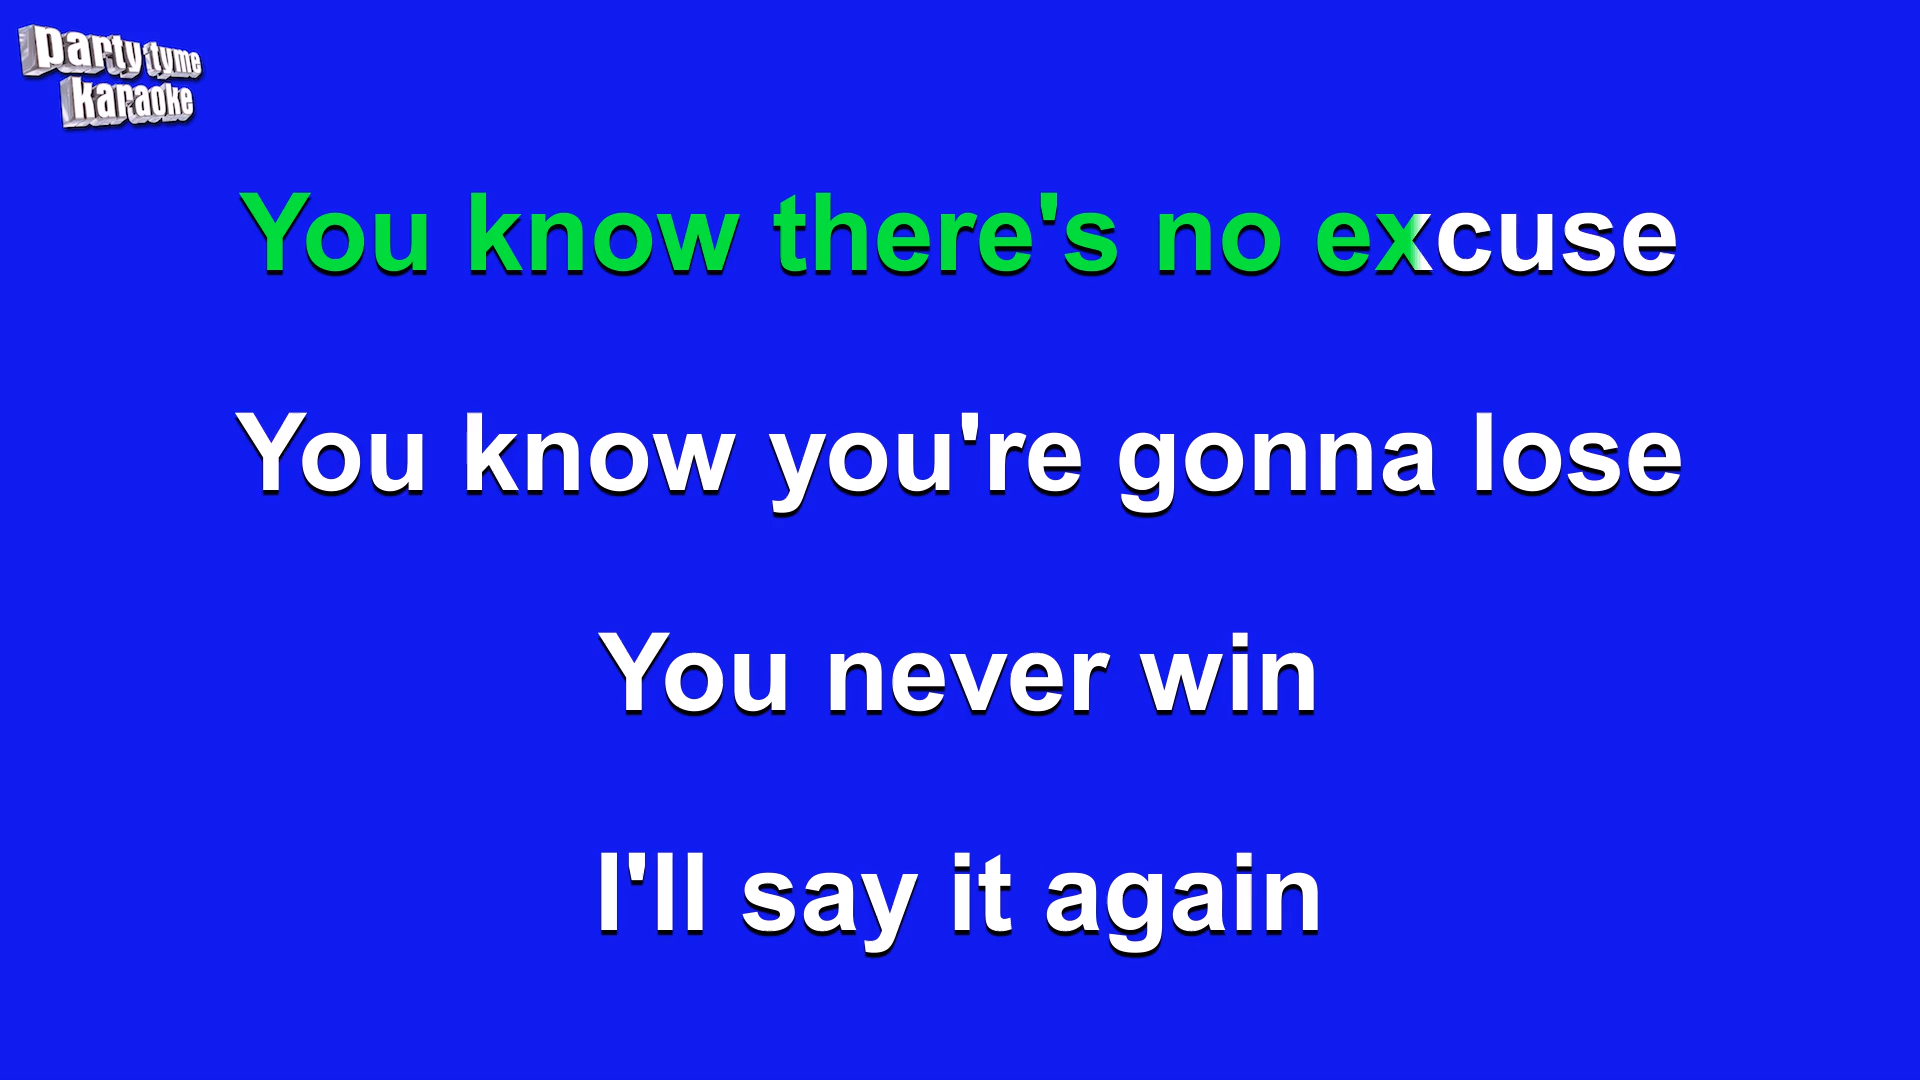 party tyme
karaoke
You know there's no excuse
You know you're gonna lose
You never win
I'll say it again